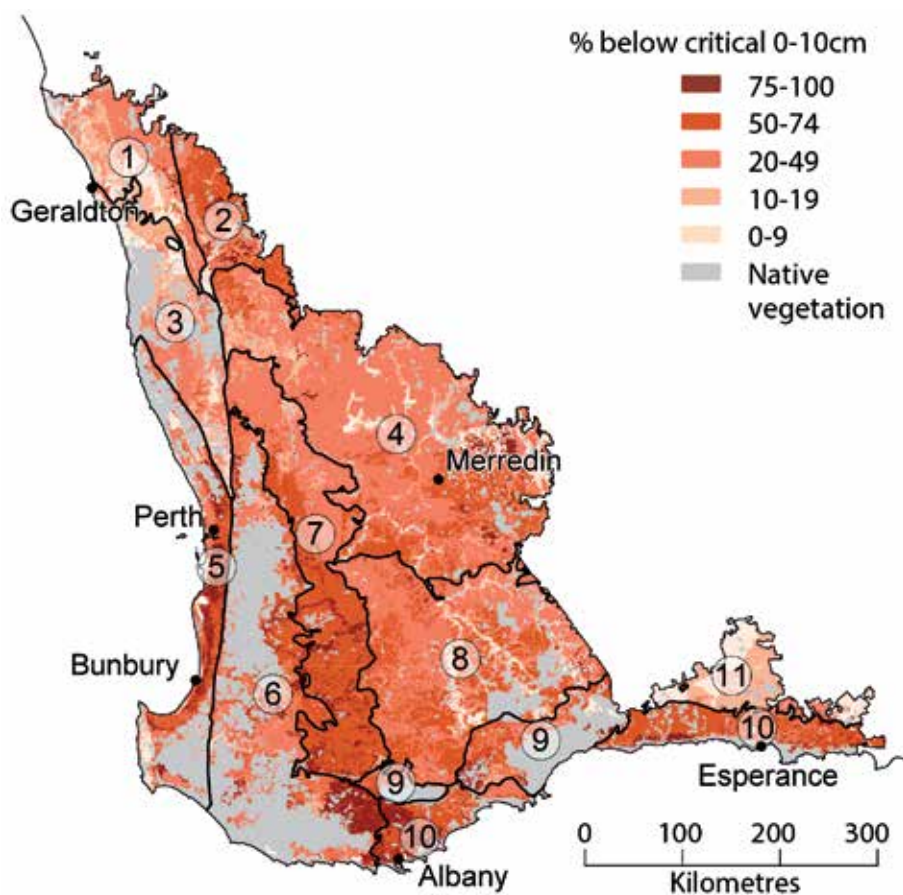 % below critical 0-10cm
75-100
50-74
20-49
10-19
0-9
Native
vegetation
1
Geraldton
2
3
4
Merredin
Perth
7
5
Bunbury
6
8
11
9
10
Esperance
9
10
Albany
0 100 200 300
Kilometres